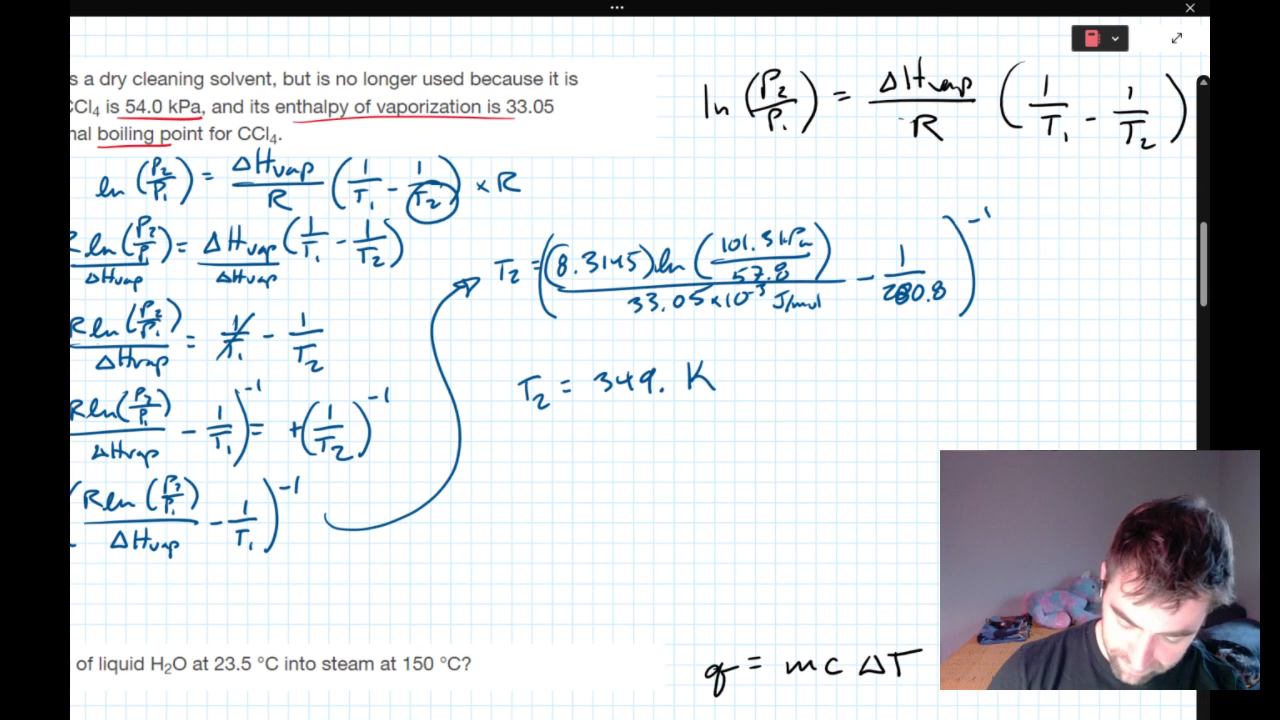 s a dry cleaning solvent, but is no longer used because it is
CCl₄ is 54.0 kPa, and its enthalpy of vaporization is 33.05
nal boiling point for CCl₄.
ln (P₂/P₁) = ΔHvap/R (1/T₁ - 1/T₂)
ln (P₂/P₁) = ΔHvap/R (1/T₁ - 1/T₂) × R
Rln (P₂/P)/ΔHvap = ΔHvap/ΔHvap (1/T₁ - 1/T₂)
Rln (P₂/P₁)/ΔHvap = 1/T₁ - 1/T₂
Rln (P₂/P₁)/ΔHvap - 1/T₁)⁻¹ = +(1/T₂)⁻¹
(Rln (P₂/P₁)/ΔHvap - 1/T₁)⁻¹
T₂ = ((8.3145) ln (101.3 kPa/57.8)/33.05×10⁻³ J/mol - 1/280.8)⁻¹
T₂ = 349. K
of liquid H₂O at 23.5 °C into steam at 150 °C?
q = mcΔT